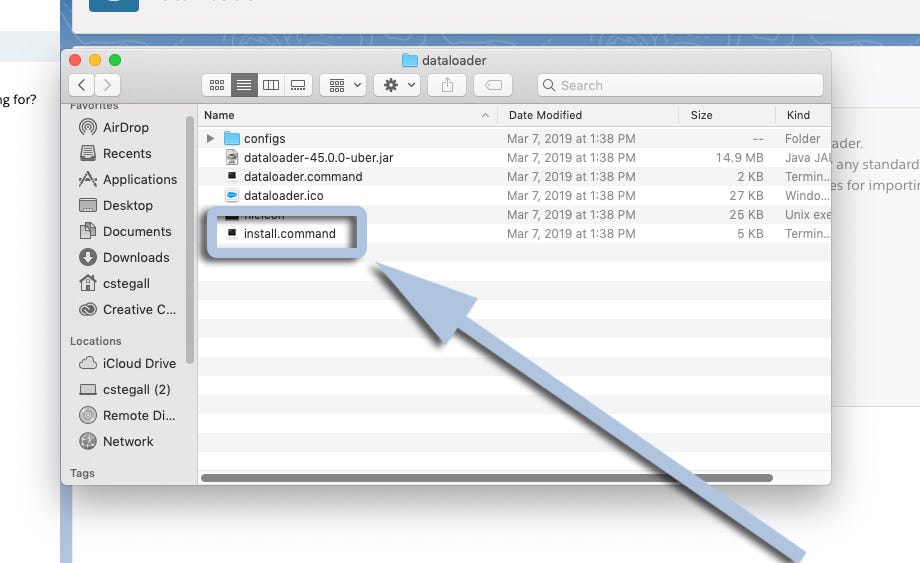 ng for?
dataloader
Search
Favorites
AirDrop
Recents
Applications
Desktop
Documents
Downloads
cstegall
Creative C...
Locations
iCloud Drive
cstegall (2)
Remote Di...
Network
Tags
Name Date Modified Size Kind
configs Mar 7, 2019 at 1:38 PM -- Folder
dataloader-45.0.0-uber.jar Mar 7, 2019 at 1:38 PM 14.9 MB Java JA
dataloader.command Mar 7, 2019 at 1:38 PM 2 KB Termin...
dataloader.ico Mar 7, 2019 at 1:38 PM 27 KB Windo...
Mar 7, 2019 at 1:38 PM 25 KB Unix exe
install.command Mar 7, 2019 at 1:38 PM 5 KB Termin...
ader.
any standard
es for importin